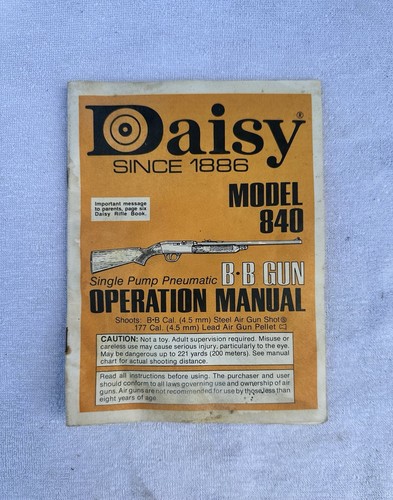 Daisy®
SINCE 1886
MODEL
840
Important message
to parents, page six
Daisy Rifle Book.
Single Pump Pneumatic B•B GUN
OPERATION MANUAL
Shoots: B•B Cal. (4.5 mm) Steel Air Gun Shot
.177 Cal. (4.5 mm) Lead Air Gun Pellet
CAUTION: Not a toy. Adult supervision required. Misuse or
careless use may cause serious injury, particularly to the eye.
May be dangerous up to 221 yards (200 meters). See manual
chart for actual shooting distance.
Read all instructions before using. The purchaser and user
should conform to all laws governing use and ownership of air
guns. Air guns are not recommended for use by those less than
eight years of age.